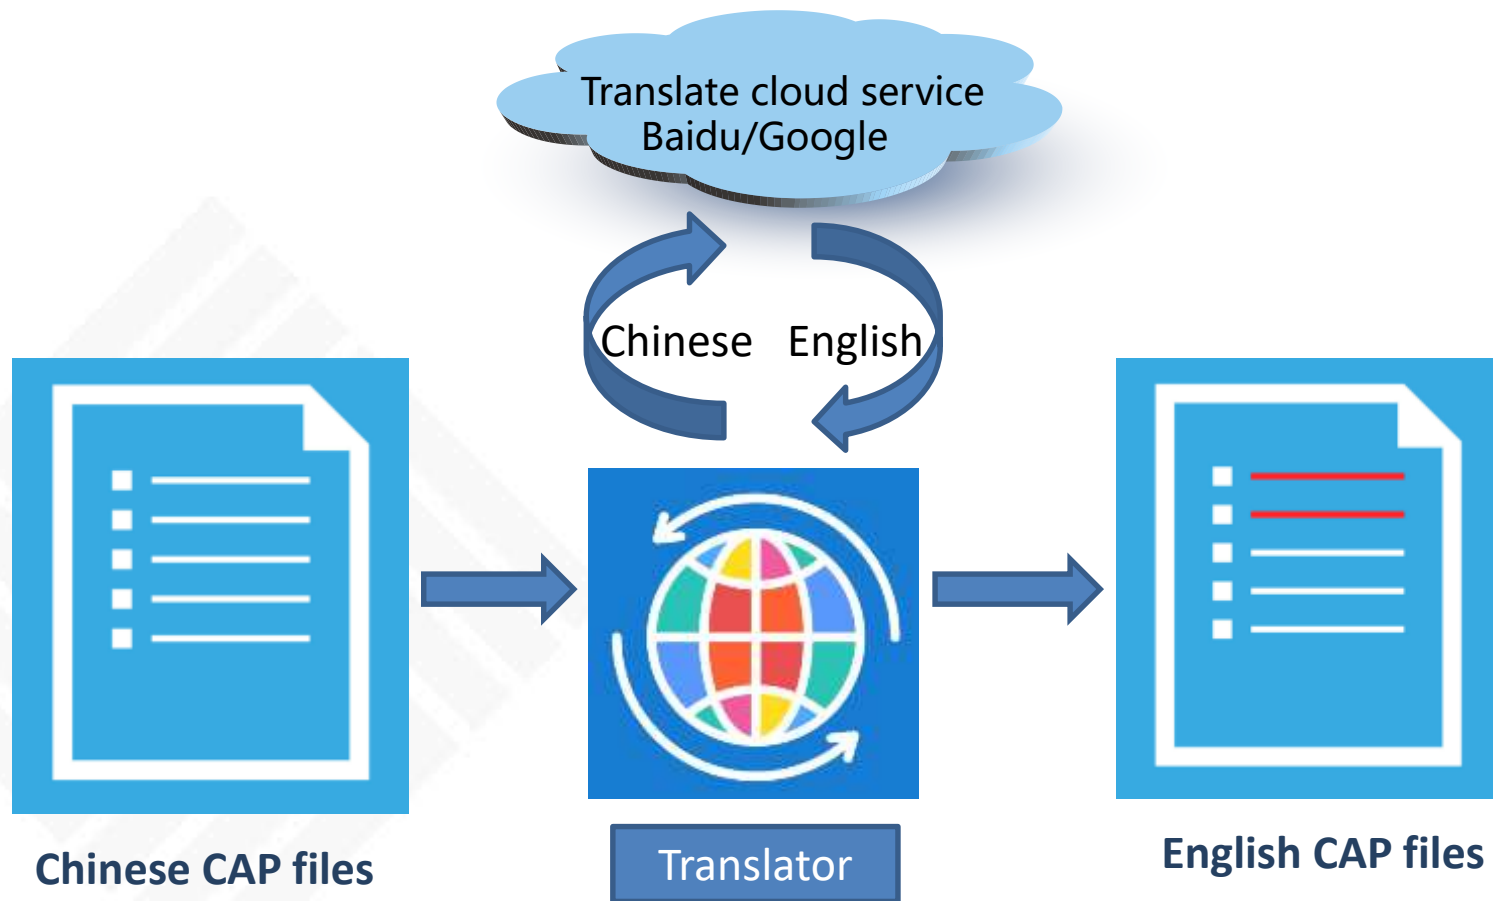 Translate cloud service
Baidu/Google
Chinese English
Chinese CAP files
Translator
English CAP files